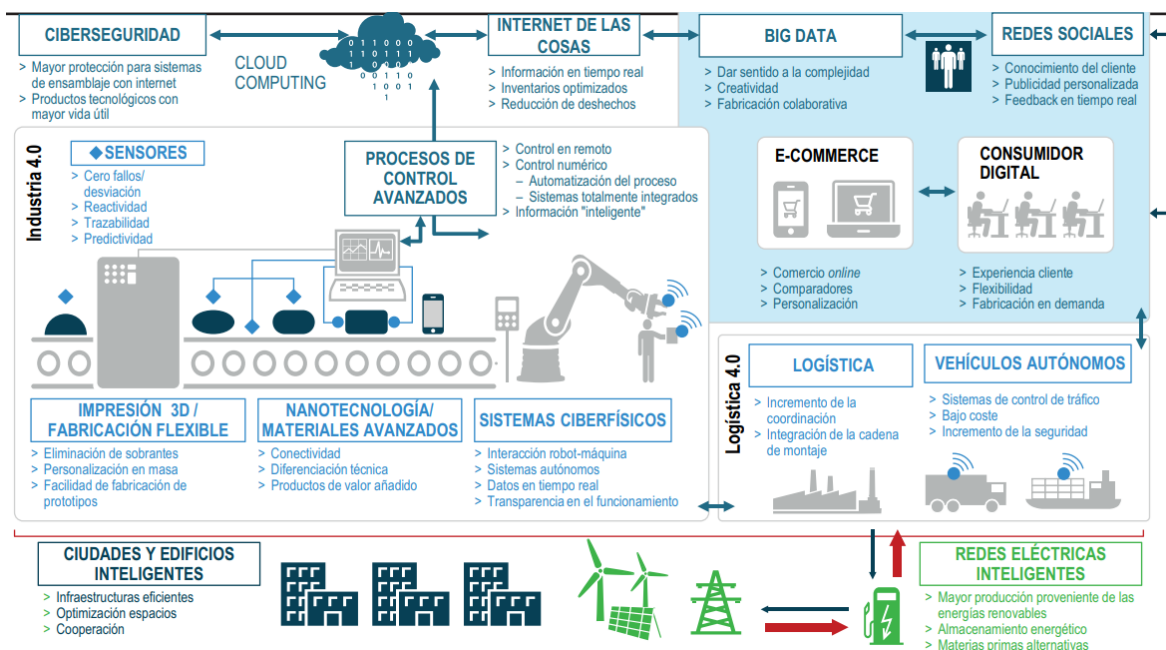 CIBERSEGURIDAD
> Mayor protección para sistemas
de ensamblaje con internet
> Productos tecnológicos con
mayor vida útil
CLOUD
COMPUTING
011000
INTERNET DE LAS
COSAS
> Información en tiempo real
> Inventarios optimizados
> Reducción de deshechos
BIG DATA
> Dar sentido a la complejidad
> Creatividad
> Fabricación colaborativa
REDES SOCIALES
> Conocimiento del cliente
> Publicidad personalizada
> Feedback en tiempo real
Industria 4.0
SENSORES
> Cero fallos/
desviación
> Reactividad
> Trazabilidad
> Predictividad
PROCESOS DE
CONTROL
AVANZADOS
> Control en remoto
> Control numérico
– Automatización del proceso
– Sistemas totalmente integrados
> Información "inteligente"
E-COMMERCE
> Comercio online
> Comparadores
> Personalización
CONSUMIDOR
DIGITAL
> Experiencia cliente
> Flexibilidad
> Fabricación en demanda
IMPRESIÓN 3D /
FABRICACIÓN FLEXIBLE
> Eliminación de sobrantes
> Personalización en masa
> Facilidad de fabricación de
prototipos
NANOTECNOLOGÍA/
MATERIALES AVANZADOS
> Conectividad
> Diferenciación técnica
> Productos de valor añadido
SISTEMAS CIBERFÍSICOS
> Interacción robot-máquina
> Sistemas autónomos
> Datos en tiempo real
> Transparencia en el funcionamiento
Logística 4.0
LOGÍSTICA
> Incremento de la
coordinación
> Integración de la cadena
de montaje
VEHÍCULOS AUTÓNOMOS
> Sistemas de control de tráfico
> Bajo coste
> Incremento de la seguridad
CIUDADES Y EDIFICIOS
INTELIGENTES
> Infraestructuras eficientes
> Optimización espacios
> Cooperación
REDES ELÉCTRICAS
INTELIGENTES
> Mayor producción proveniente de las
energías renovables
> Almacenamiento energético
> Materias primas alternativas